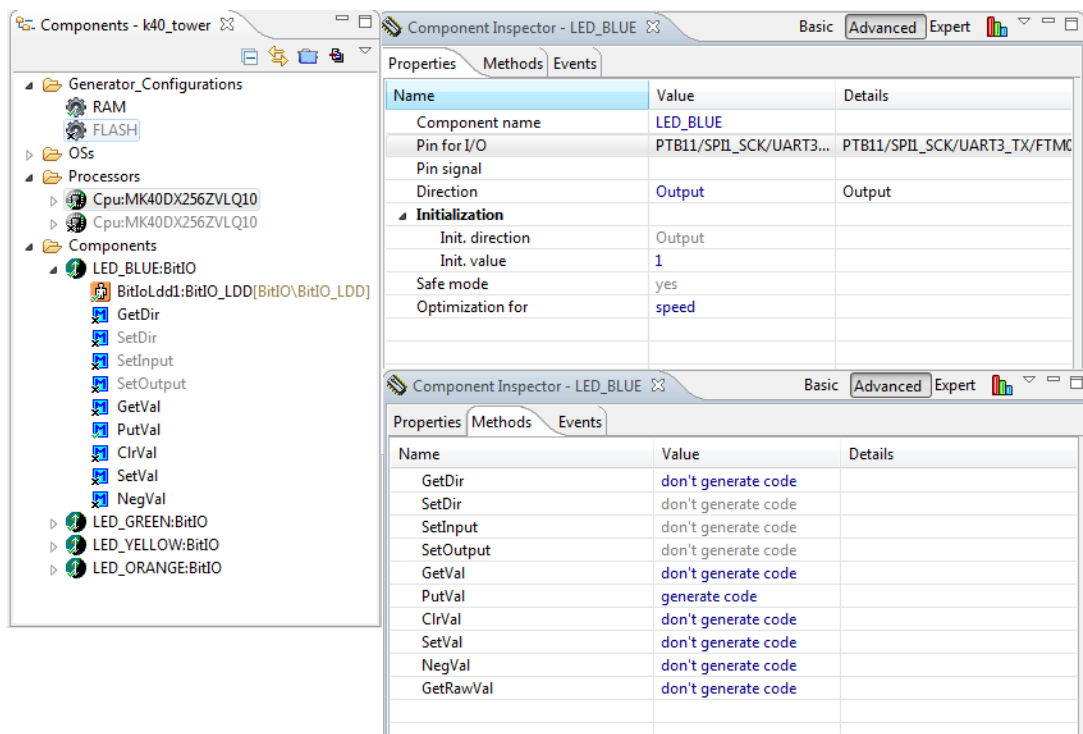 Components - k40_tower
Generator_Configurations
RAM
FLASH
OSs
Processors
Cpu:MK40DX256ZVLQ10
Cpu:MK40DX256ZVLQ10
Components
LED_BLUE:BitIO
BitIoLdd1:BitIO_LDD[BitIO\BitIO_LDD]
GetDir
SetDir
SetInput
SetOutput
GetVal
PutVal
ClrVal
SetVal
NegVal
LED_GREEN:BitIO
LED_YELLOW:BitIO
LED_ORANGE:BitIO
Component Inspector - LED_BLUE Basic Advanced Expert
Properties Methods Events
Name Value Details
Component name LED_BLUE
Pin for I/O PTB11/SPI1_SCK/UART3... PTB11/SPI1_SCK/UART3_TX/FTM0
Pin signal
Direction Output Output
Initialization
Init. direction Output
Init. value 1
Safe mode yes
Optimization for speed
Component Inspector - LED_BLUE Basic Advanced Expert
Properties Methods Events
Name Value Details
GetDir don't generate code
SetDir don't generate code
SetInput don't generate code
SetOutput don't generate code
GetVal don't generate code
PutVal generate code
ClrVal don't generate code
SetVal don't generate code
NegVal don't generate code
GetRawVal don't generate code